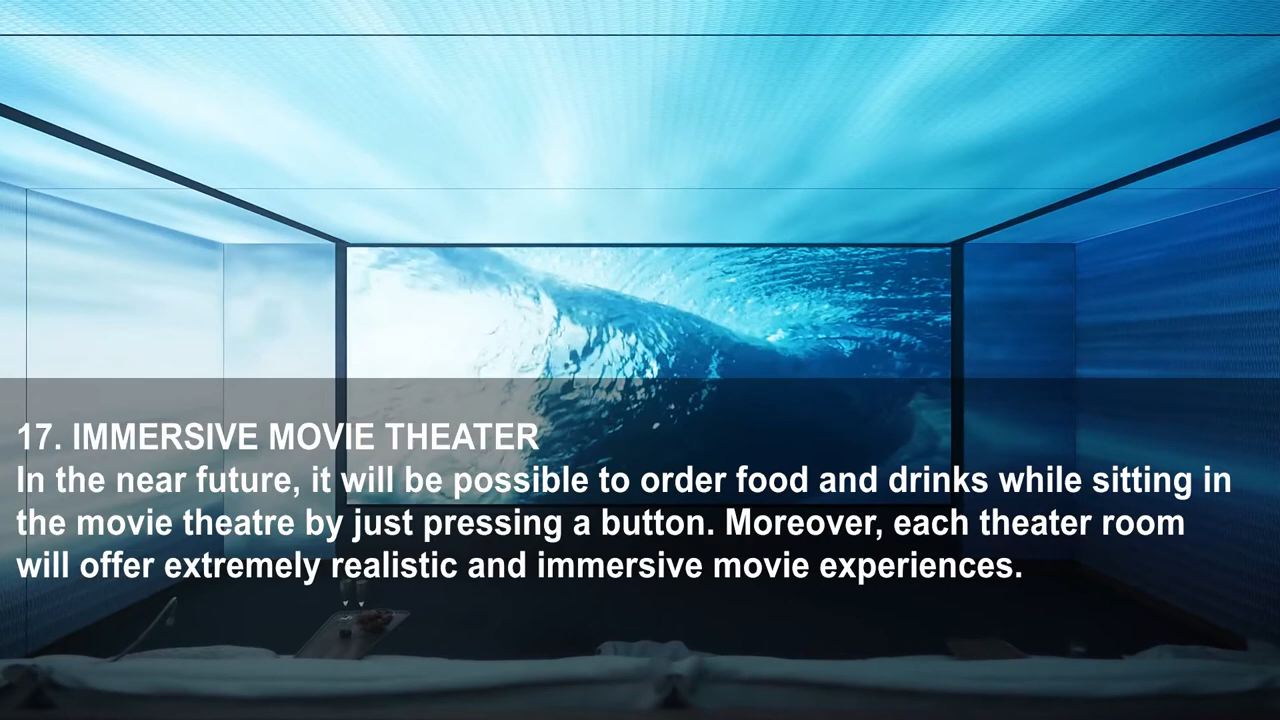 17. IMMERSIVE MOVIE THEATER
In the near future, it will be possible to order food and drinks while sitting in
the movie theatre by just pressing a button. Moreover, each theater room
will offer extremely realistic and immersive movie experiences.